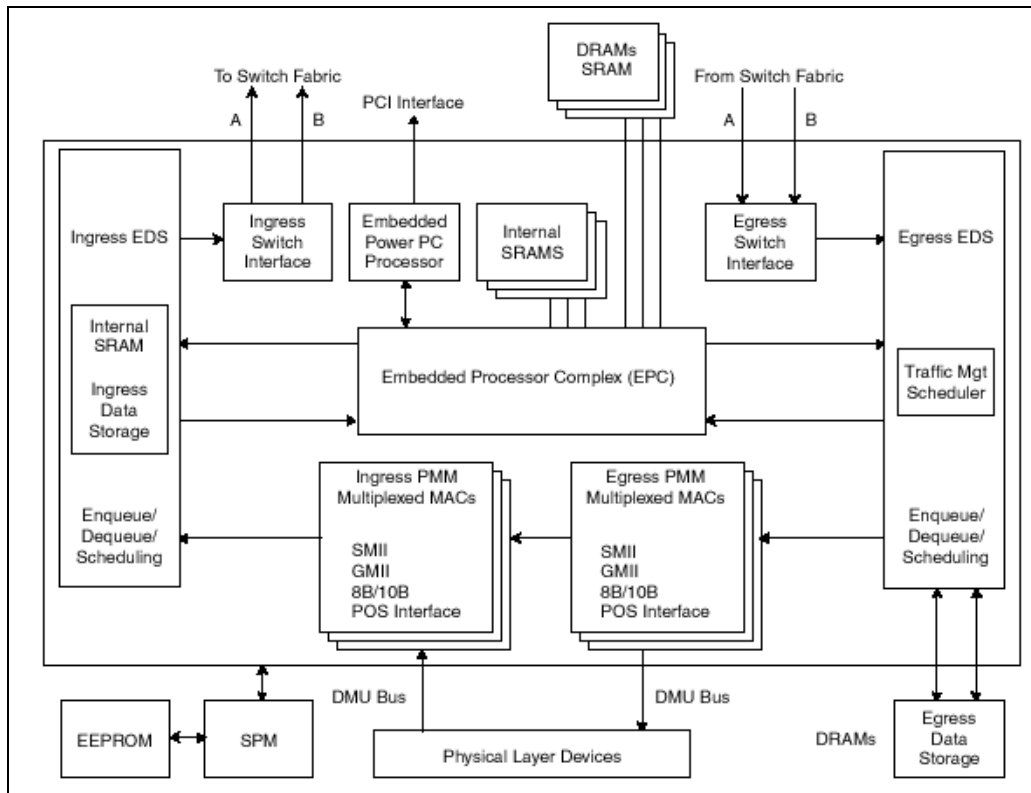 DRAMs
SRAM
To Switch Fabric
From Switch Fabric
PCI Interface
A
B
A
B
Ingress EDS
Ingress
Switch
Interface
Embedded
Power PC
Processor
Internal
SRAMS
Egress
Switch
Interface
Egress EDS
Internal
SRAM
Ingress
Data
Storage
Embedded Processor Complex (EPC)
Traffic Mgt
Scheduler
Enqueue/
Dequeue/
Scheduling
Ingress PMM
Multiplexed MACs
SMII
GMII
8B/10B
POS Interface
Egress PMM
Multiplexed MACs
SMII
GMII
8B/10B
POS Interface
Enqueue/
Dequeue/
Scheduling
DMU Bus
DMU Bus
EEPROM
SPM
Physical Layer Devices
DRAMs
Egress
Data
Storage